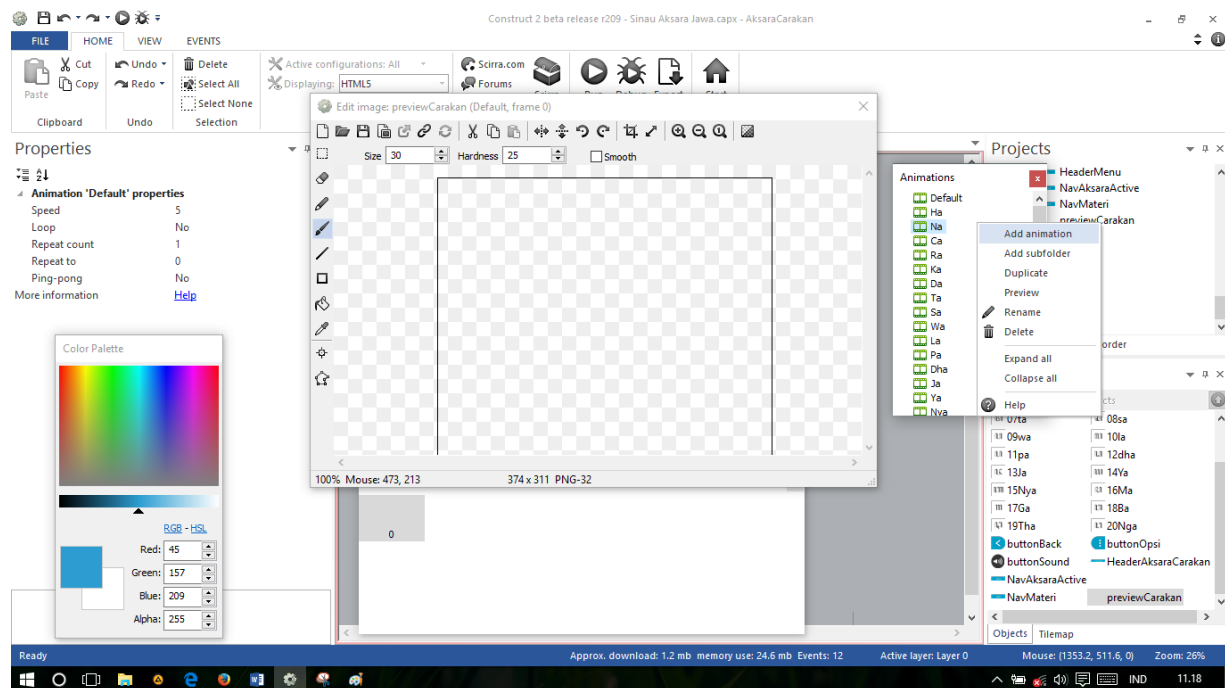 Construct 2 beta release r209 - Sinau Aksara Jawa.capx - AksaraCarakan
FILE HOME VIEW EVENTS
Paste
Cut
Copy
Clipboard
Undo
Redo
Undo
Delete
Select All
Select None
Selection
Active configurations: All
Displaying: HTML5
Scirra.com
Forums
Edit image: previewCarakan (Default, frame 0)
Size 30 Hardness 25 Smooth
100% Mouse: 473, 213 374 x 311 PNG-32
0
Properties
Animation 'Default' properties
Speed 5
Loop No
Repeat count 1
Repeat to 0
Ping-pong No
More information Help
Color Palette
RGB - HSL
Red: 45
Green: 157
Blue: 209
Alpha: 255
Animations
Default
Ha
Na
Ca
Ra
Ka
Da
Ta
Sa
Wa
La
Pa
Dha
Ja
Ya
Nya
Add animation
Add subfolder
Duplicate
Preview
Rename
Delete
Expand all
Collapse all
Help
Projects
HeaderMenu
NavAksaraActive
NavMateri
previewCarakan
order
07ta 08sa
09wa 10la
11pa 12dha
13Ja 14Ya
15Nya 16Ma
17Ga 18Ba
19Tha 20Nga
buttonBack buttonOpsi
buttonSound HeaderAksaraCarakan
NavAksaraActive
NavMateri previewCarakan
Objects Tilemap
Ready Approx. download: 1.2 mb memory use: 24.6 mb Events: 12 Active layer: Layer 0 Mouse: (1353.2, 511.6, 0) Zoom: 26%
IND 11.18